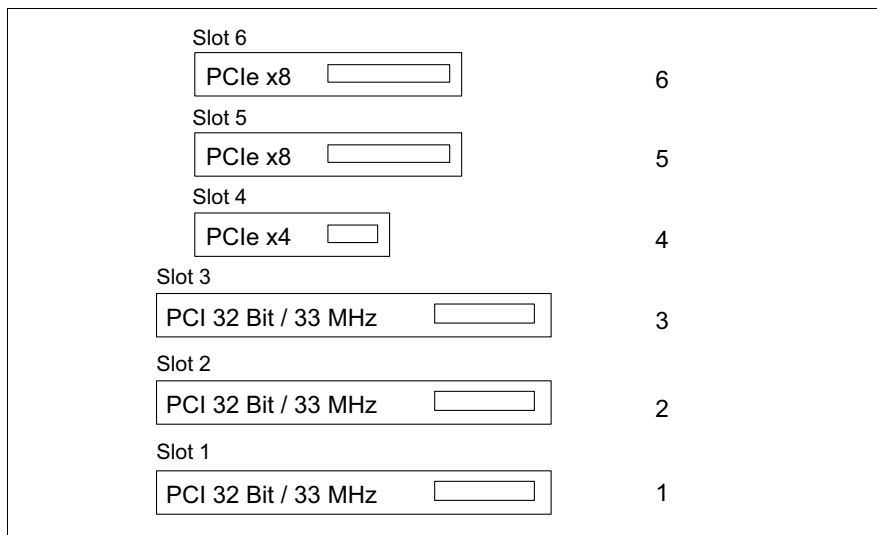 Slot 6
PCIe x8 6
Slot 5
PCIe x8 5
Slot 4
PCIe x4 4
Slot 3
PCI 32 Bit / 33 MHz 3
Slot 2
PCI 32 Bit / 33 MHz 2
Slot 1
PCI 32 Bit / 33 MHz 1